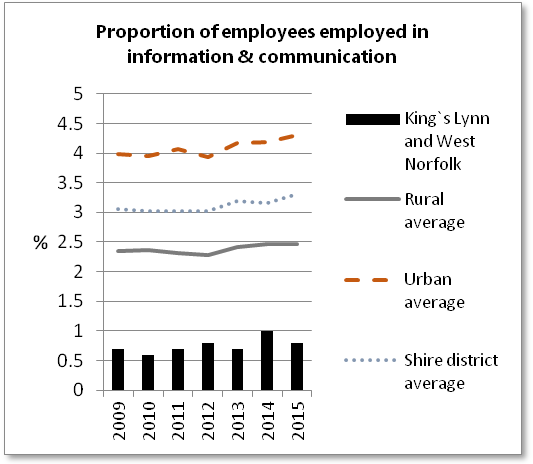 Proportion of employees employed in
information & communication
5
4.5
4
3.5
3
2.5
2
1.5
1
0.5
0
%
2009
2010
2011
2012
2013
2014
2015
King`s Lynn
and West
Norfolk
Rural
average
Urban
average
Shire district
average